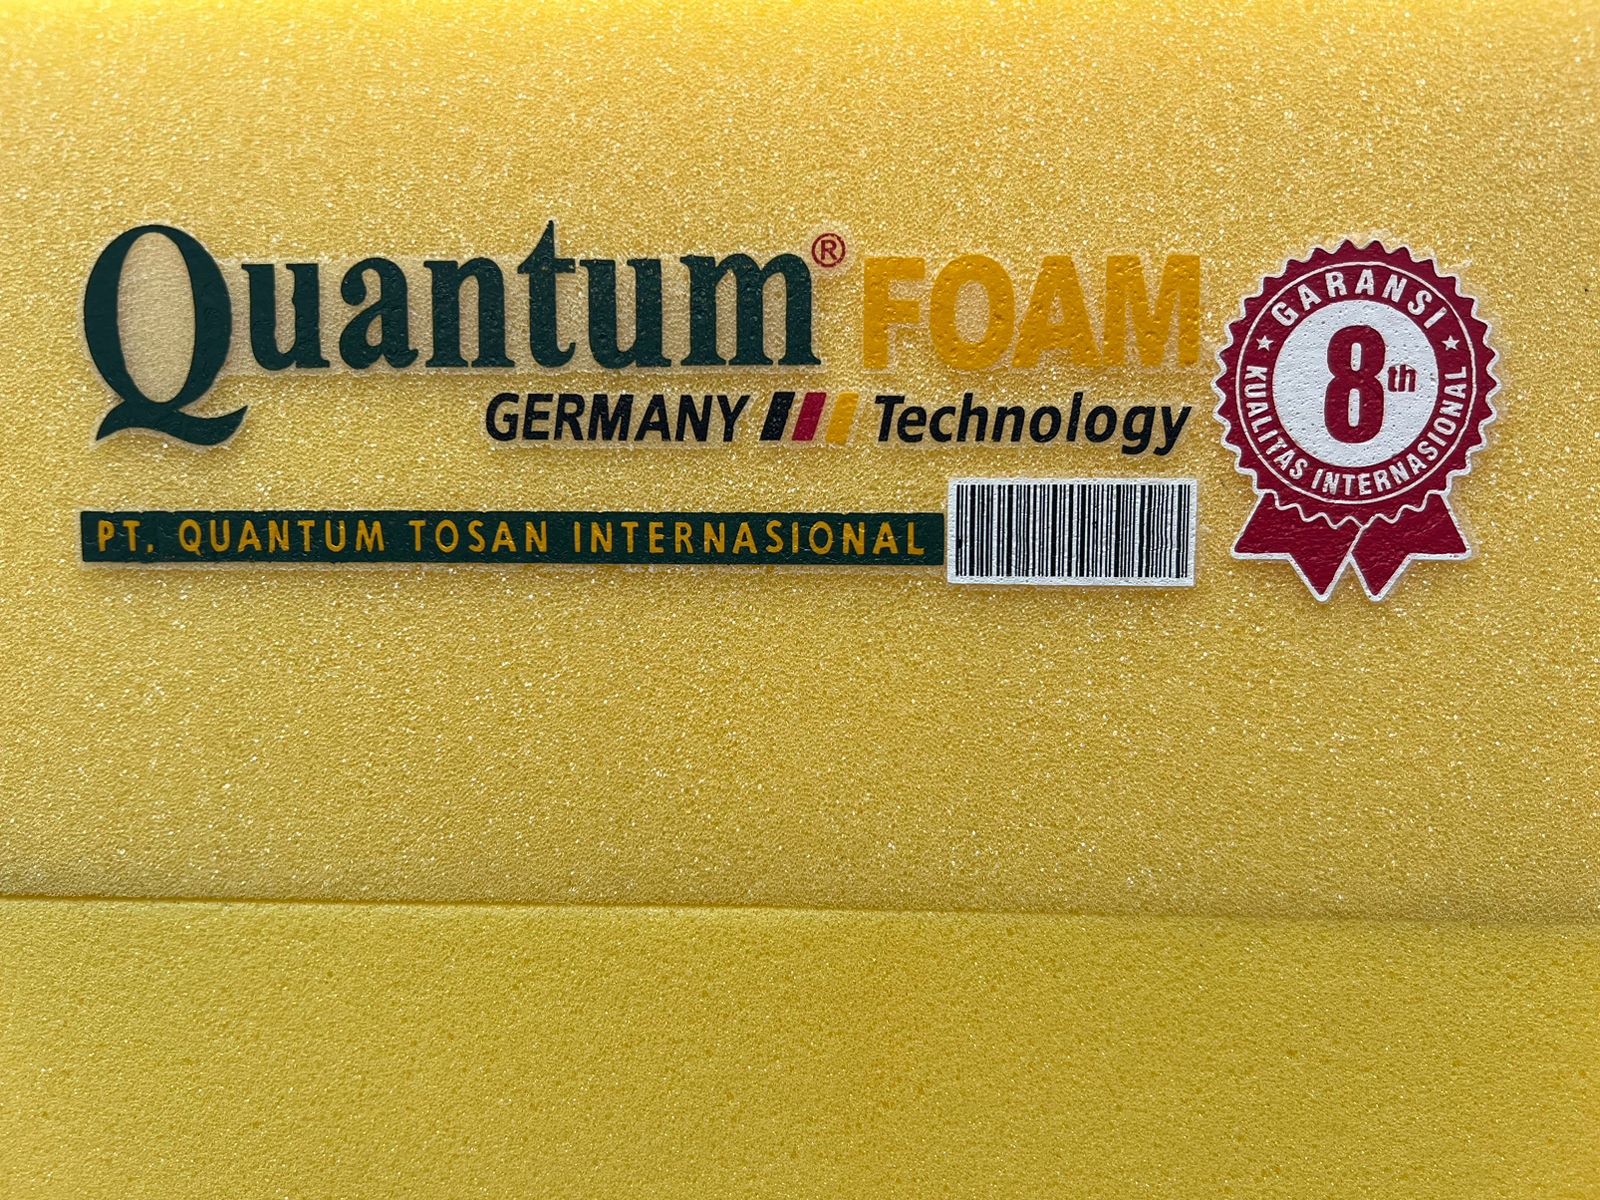 Quantum® FOAM
GERMANY Technology
PT. QUANTUM TOSAN INTERNASIONAL
GARANSI
8th
KUALITAS INTERNASIONAL